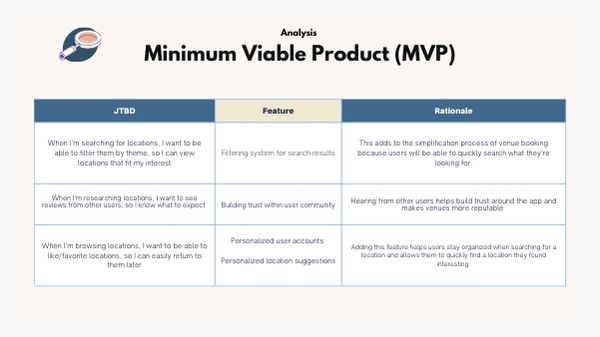 Analysis
Minimum Viable Product (MVP)
JTBD
Feature
Rationale
When I'm searching for locations, I want to be
able to filter them by theme, so I can view
locations that fit my interest
Filtering system for search results
This adds to the simplification process of venue booking
because users will be able to quickly search what they're
looking for.
When I'm researching locations, I want to see
reviews from other users, so I know what to expect
Building trust within user community
Hearing from other users helps build trust around the app and
makes venues more reputable
When I'm browsing locations, I want to be able to
like/favorite locations, so I can easily return to
them later
Personalized user accounts
Personalized location suggestions
Adding this feature helps users stay organized when searching for a
location and allows them to quickly find a location they found
interesting.